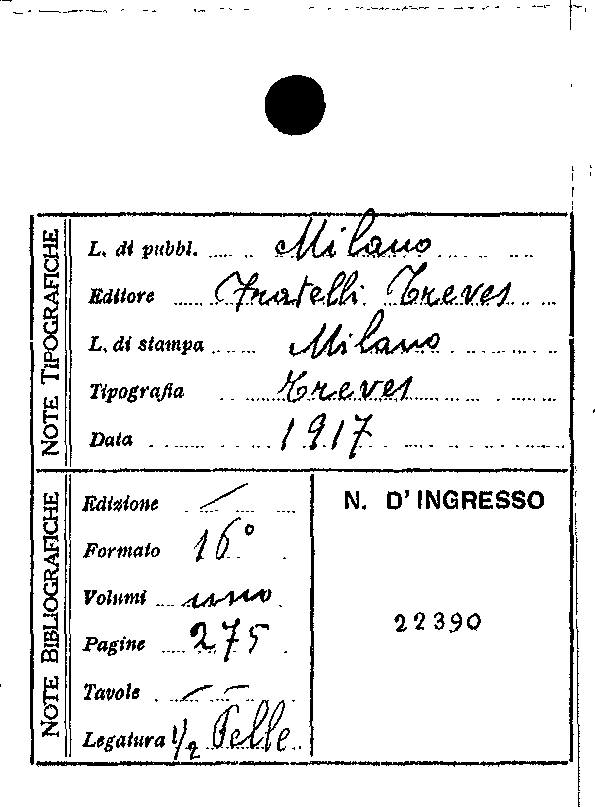 NOTE TIPOGRAFICHE
L. di pubbl. Milano
Editore Fratelli Treves
L. di stampa Milano
Tipografia Treves
Data 1917
NOTE BIBLIOGRAFICHE
Edizione —
Formato 16°
Volumi uno
Pagine 275
Tavole — —
Legatura 1/2 Pelle
N. D'INGRESSO
22390